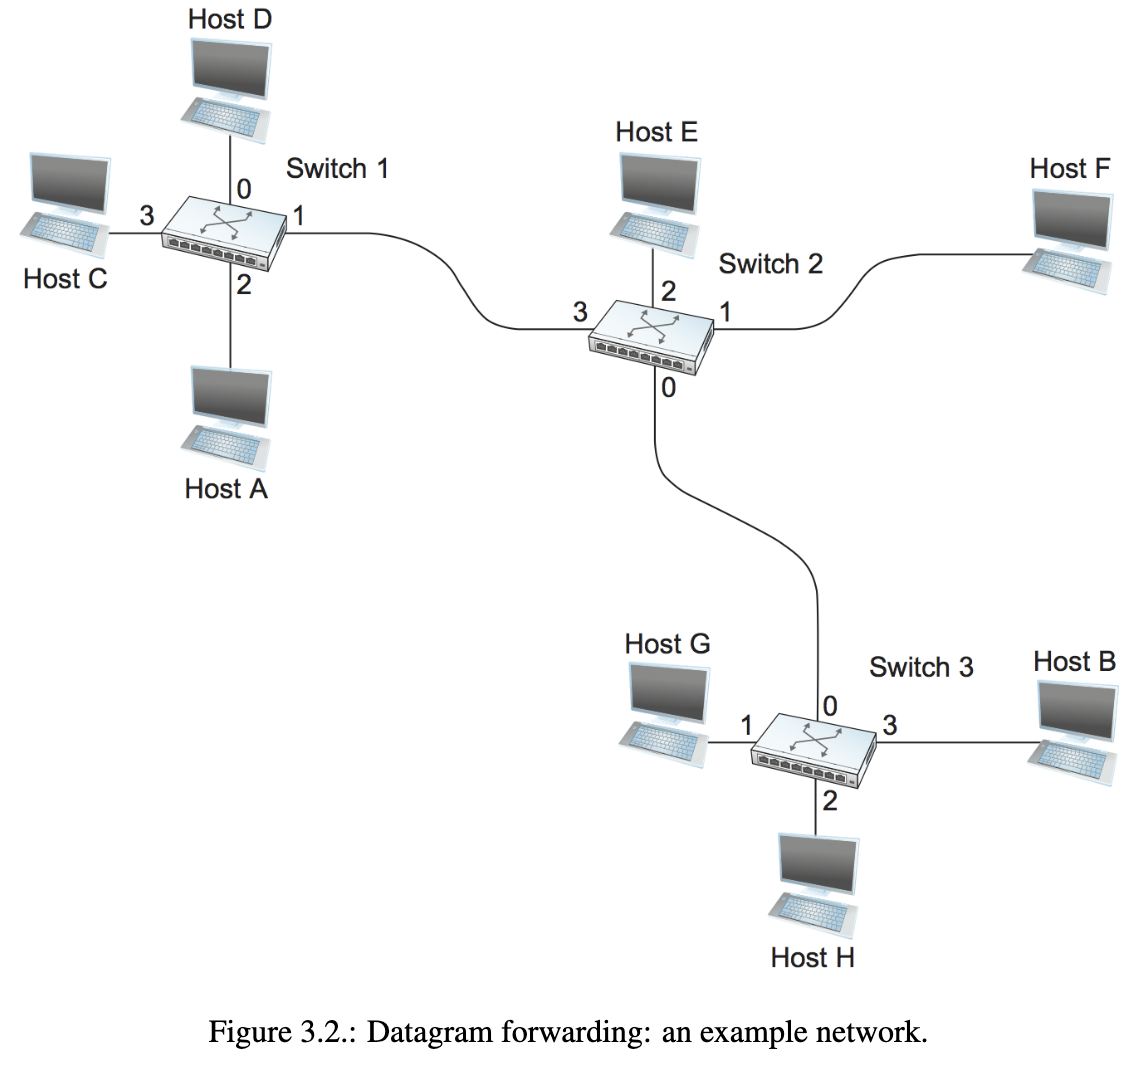 Host D
Host E
Switch 1
Host F
0
3
1
Host C
2
Switch 2
2
3
1
0
Host A
Host G
Switch 3
Host B
0
1
3
2
Host H
Figure 3.2.: Datagram forwarding: an example network.